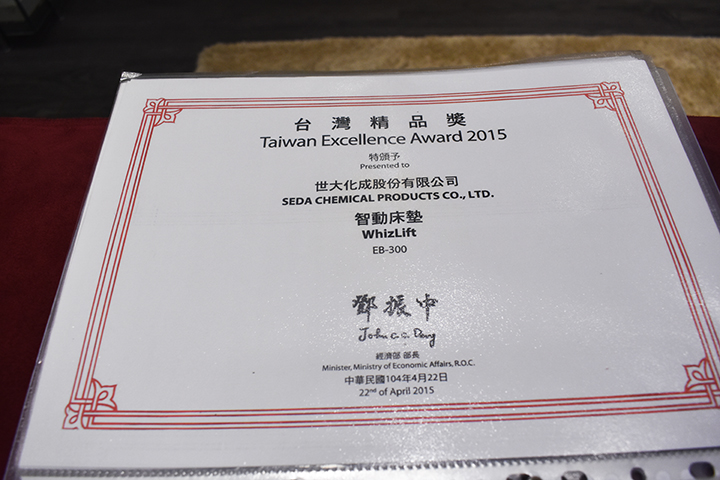 台灣精品獎
Taiwan Excellence Award 2015
特頒予
Presented to
世大化成股份有限公司
SEDA CHEMICAL PRODUCTS CO., LTD.
智動床墊
WhizLift
EB-300
鄧振中
John C.C. Deng
經濟部 部長
Minister, Ministry of Economic Affairs, R.O.C.
中華民國104年4月22日
22nd of April 2015